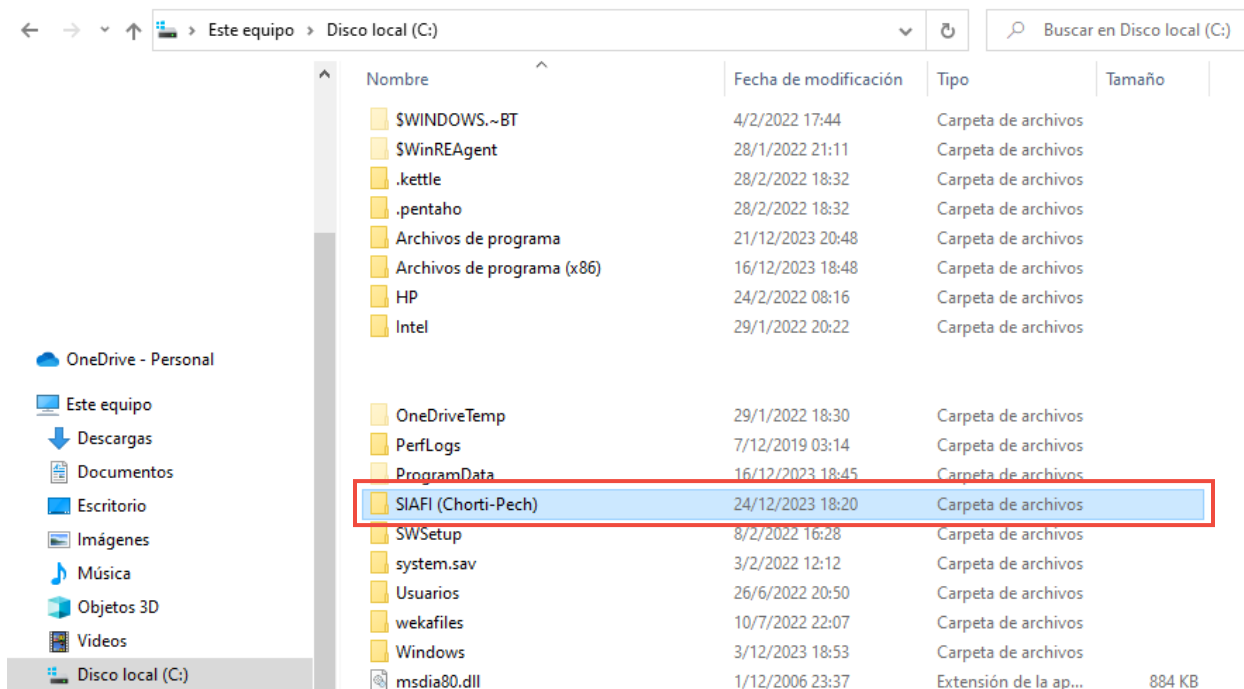 Este equipo > Disco local (C:)
Buscar en Disco local (C:)
Nombre Fecha de modificación Tipo Tamaño
$WINDOWS.~BT 4/2/2022 17:44 Carpeta de archivos
$WinREAgent 28/1/2022 21:11 Carpeta de archivos
.kettle 28/2/2022 18:32 Carpeta de archivos
.pentaho 28/2/2022 18:32 Carpeta de archivos
Archivos de programa 21/12/2023 20:48 Carpeta de archivos
Archivos de programa (x86) 16/12/2023 18:48 Carpeta de archivos
HP 24/2/2022 08:16 Carpeta de archivos
Intel 29/1/2022 20:22 Carpeta de archivos
OneDriveTemp 29/1/2022 18:30 Carpeta de archivos
PerfLogs 7/12/2019 03:14 Carpeta de archivos
ProgramData 16/12/2023 18:45 Carpeta de archivos
SIAFI (Chorti-Pech) 24/12/2023 18:20 Carpeta de archivos
SWSetup 8/2/2022 16:28 Carpeta de archivos
system.sav 3/2/2022 12:12 Carpeta de archivos
Usuarios 26/6/2022 20:50 Carpeta de archivos
wekafiles 10/7/2022 22:07 Carpeta de archivos
Windows 3/12/2023 18:53 Carpeta de archivos
msdia80.dll 1/12/2006 23:37 Extensión de la ap... 884 KB
OneDrive - Personal
Este equipo
Descargas
Documentos
Escritorio
Imágenes
Música
Objetos 3D
Videos
Disco local (C:)